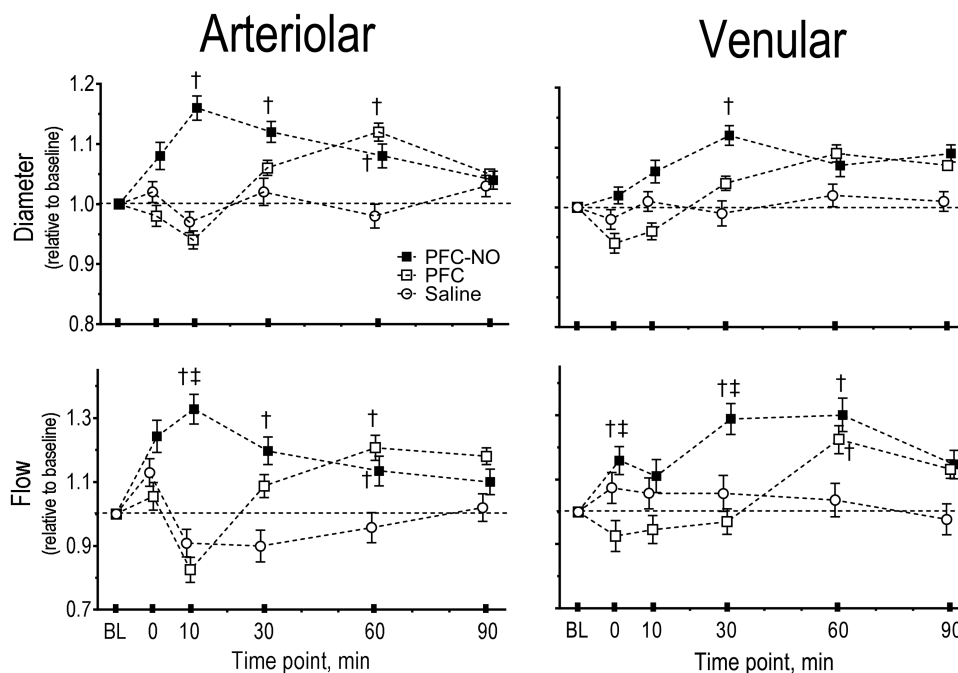 Arteriolar
Venular
Diameter
(relative to baseline)
1.2
1.1
1.0
0.9
0.8
†
†
†
†
PFC-NO
PFC
Saline
†
Flow
(relative to baseline)
1.3
1.1
0.9
0.7
†‡
†
†
†
†‡
†‡
†
†
BL 0 10 30 60 90
Time point, min
BL 0 10 30 60 90
Time point, min